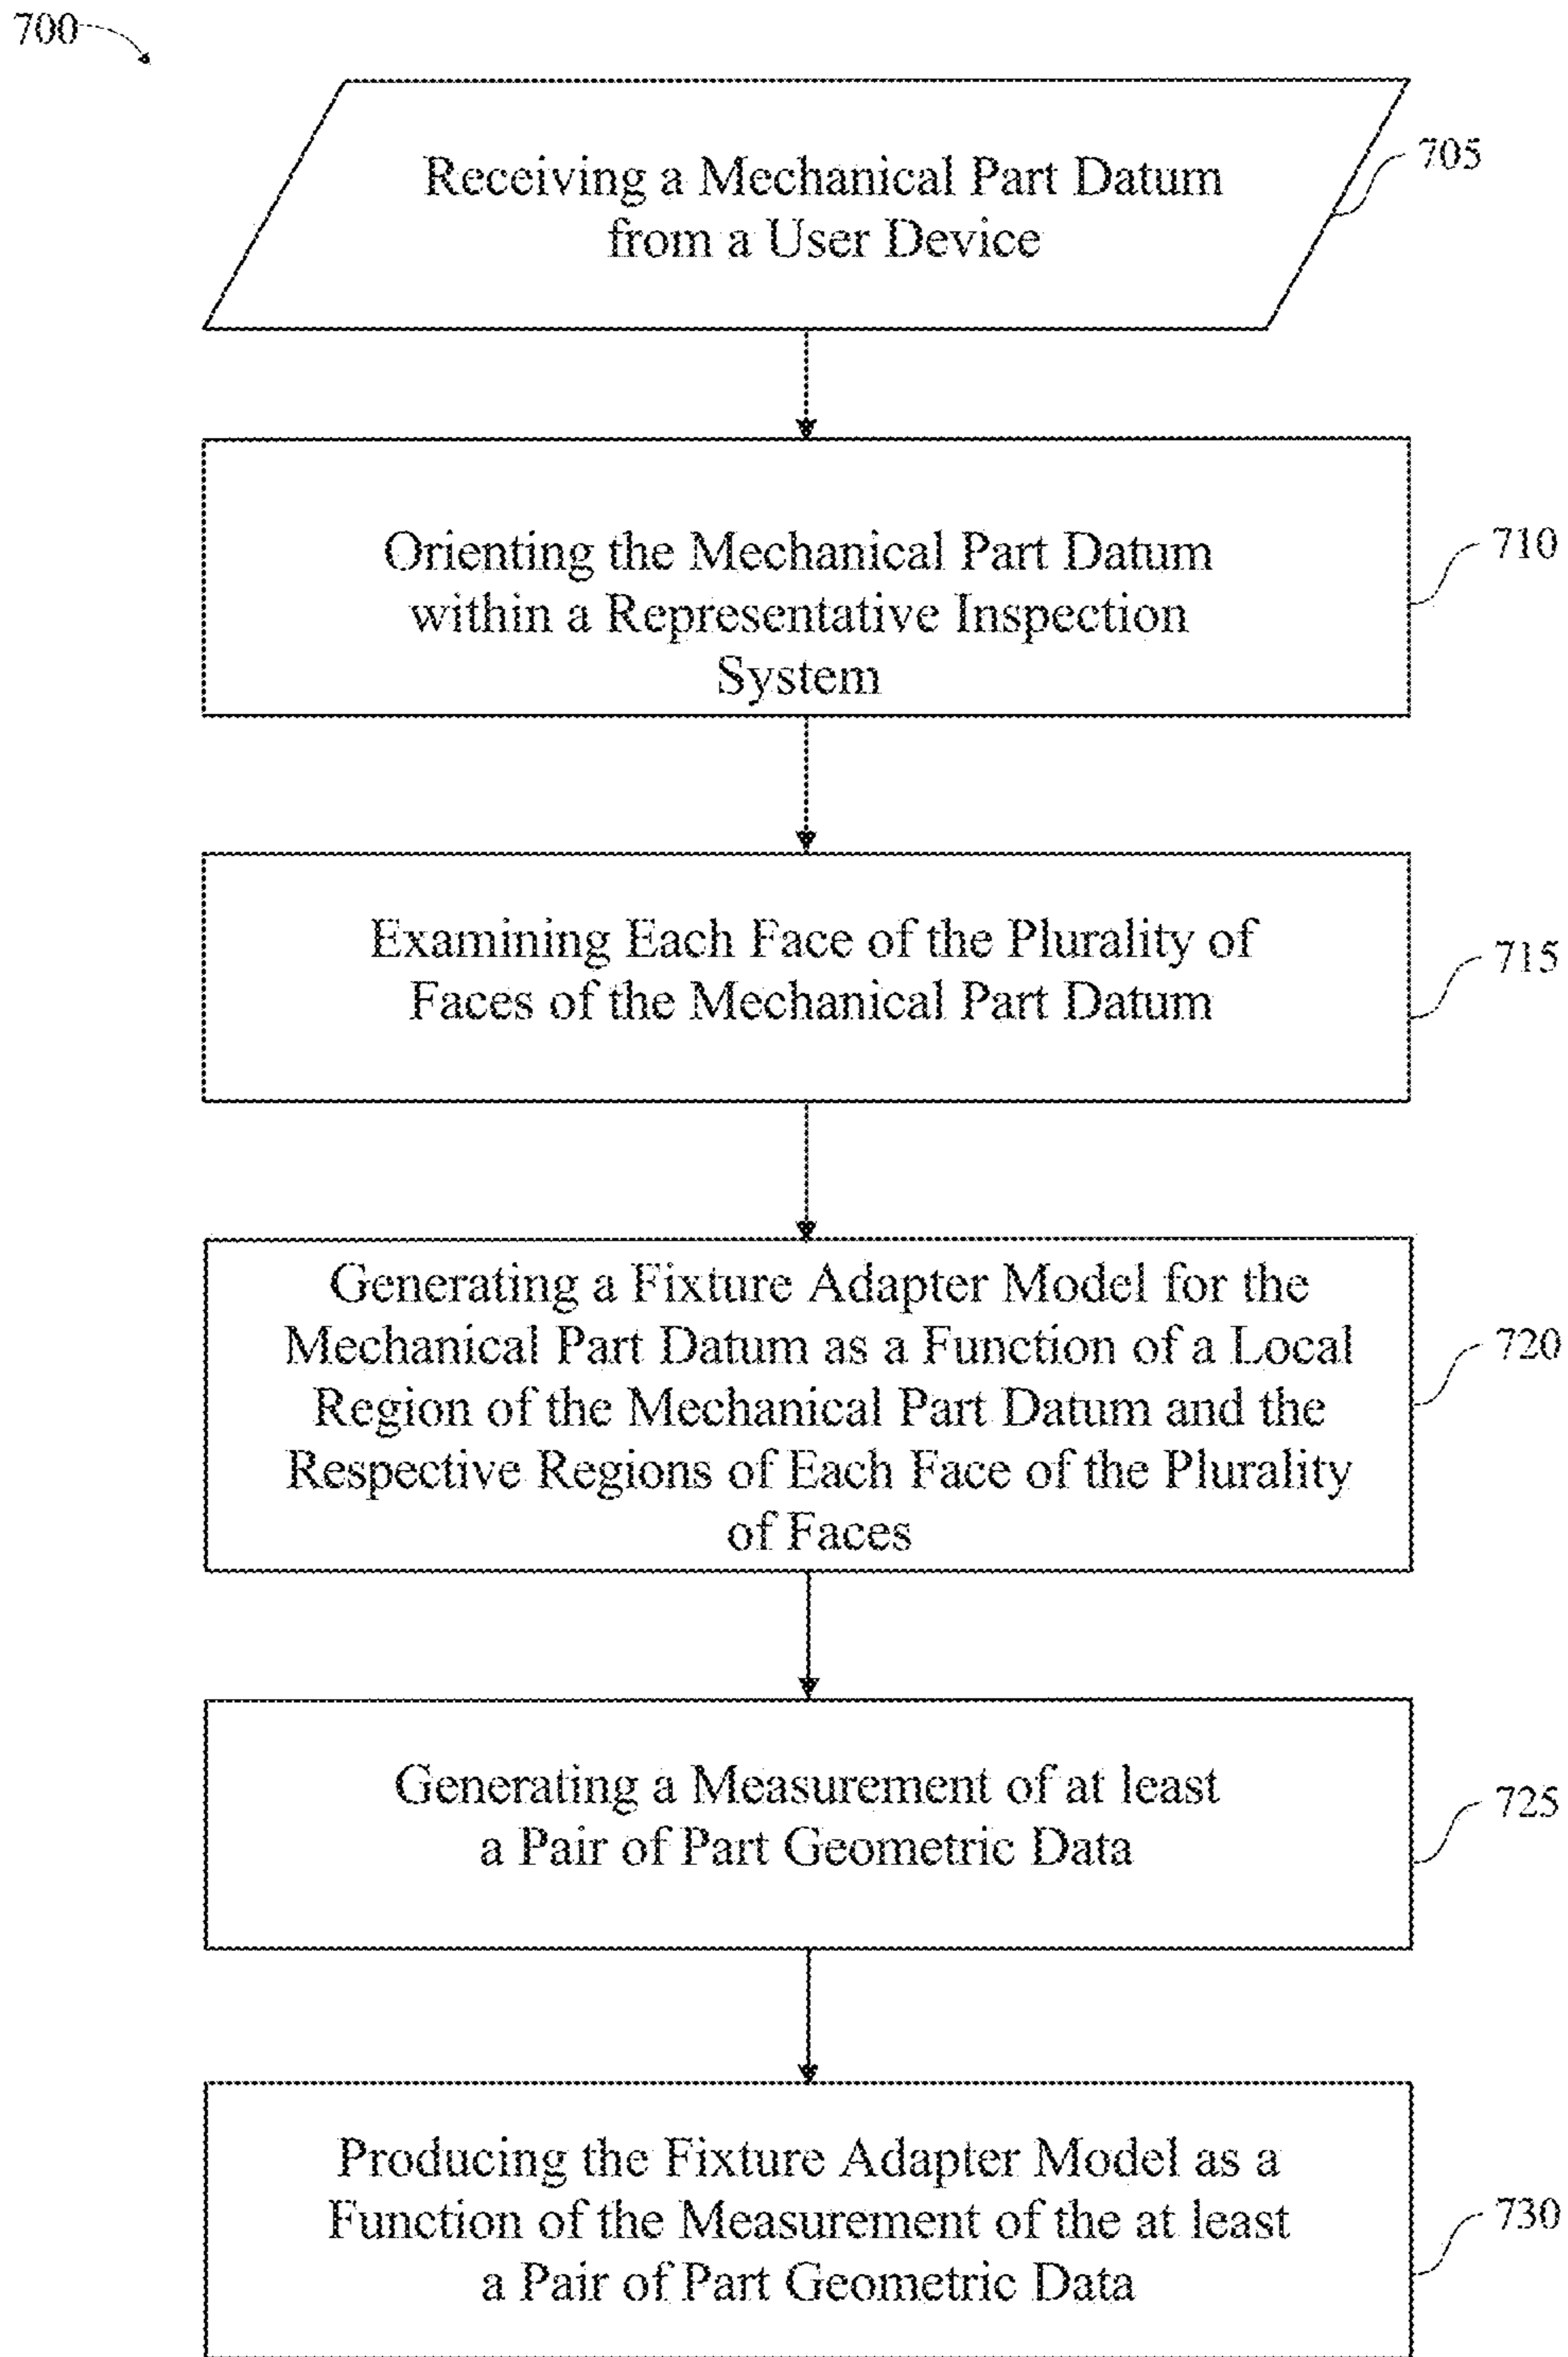 700
Receiving a Mechanical Part Datum
from a User Device
705
Orienting the Mechanical Part Datum
within a Representative Inspection
System
710
Examining Each Face of the Plurality of
Faces of the Mechanical Part Datum
715
Generating a Fixture Adapter Model for the
Mechanical Part Datum as a Function of a Local
Region of the Mechanical Part Datum and the
Respective Regions of Each Face of the Plurality
of Faces
720
Generating a Measurement of at least
a Pair of Part Geometric Data
725
Producing the Fixture Adapter Model as a
Function of the Measurement of the at least
a Pair of Part Geometric Data
730